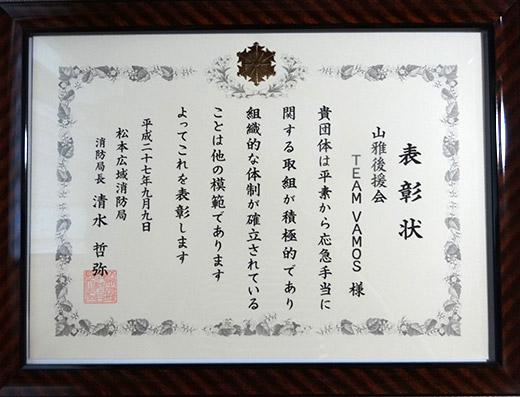 表彰状
山雅後援会
TEAM VAMOS 様
貴団体は平素から応急手当に
関する取組が積極的であり
組織的な体制が確立されている
ことは他の模範であります
よってこれを表彰します
平成二十七年九月九日
松本広域消防局
消防局長 清水 哲弥